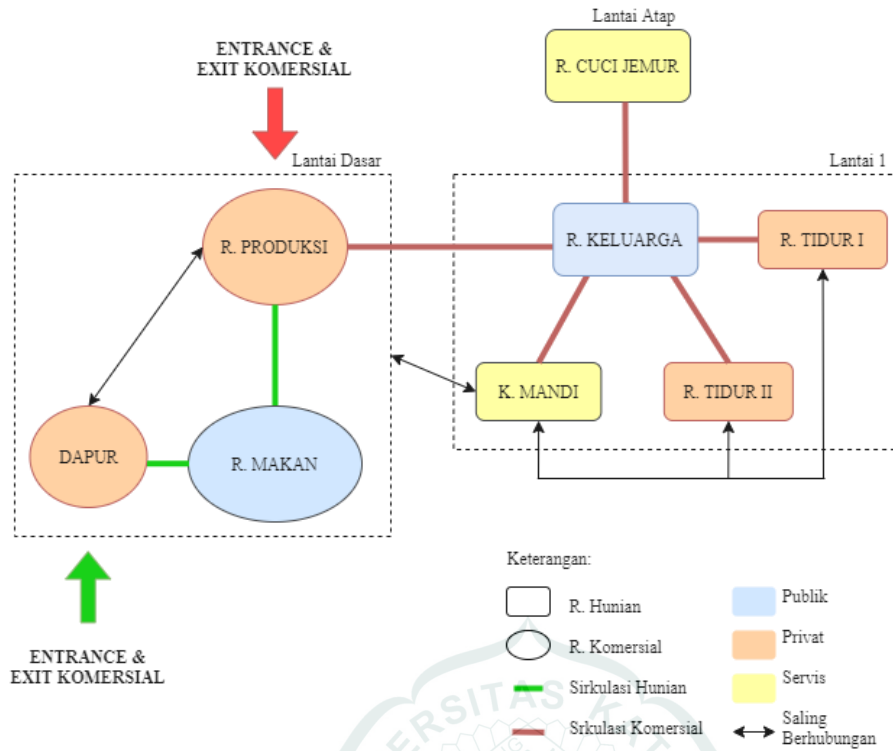 Lantai Atap
R. CUCI JEMUR
ENTRANCE &
EXIT KOMERSIAL
Lantai Dasar
Lantai 1
R. PRODUKSI
R. KELUARGA
R. TIDUR I
K. MANDI
R. TIDUR II
DAPUR
R. MAKAN
ENTRANCE &
EXIT KOMERSIAL
Keterangan:
R. Hunian
R. Komersial
Sirkulasi Hunian
Srkulasi Komersial
Publik
Privat
Servis
Saling
Berhubungan